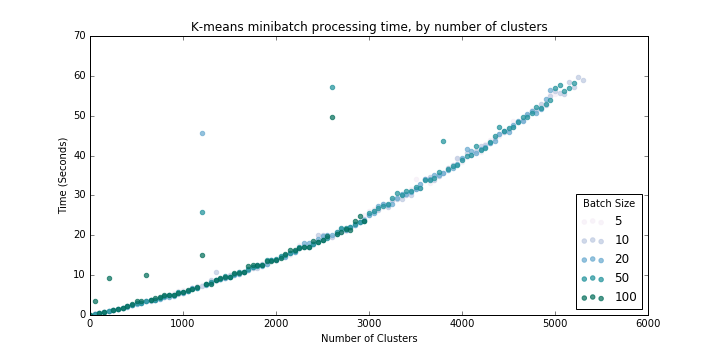 K-means minibatch processing time, by number of clusters
70
60
50
40
30
20
10
0
Time (Seconds)
0 1000 2000 3000 4000 5000 6000
Number of Clusters
Batch Size
5
10
20
50
100